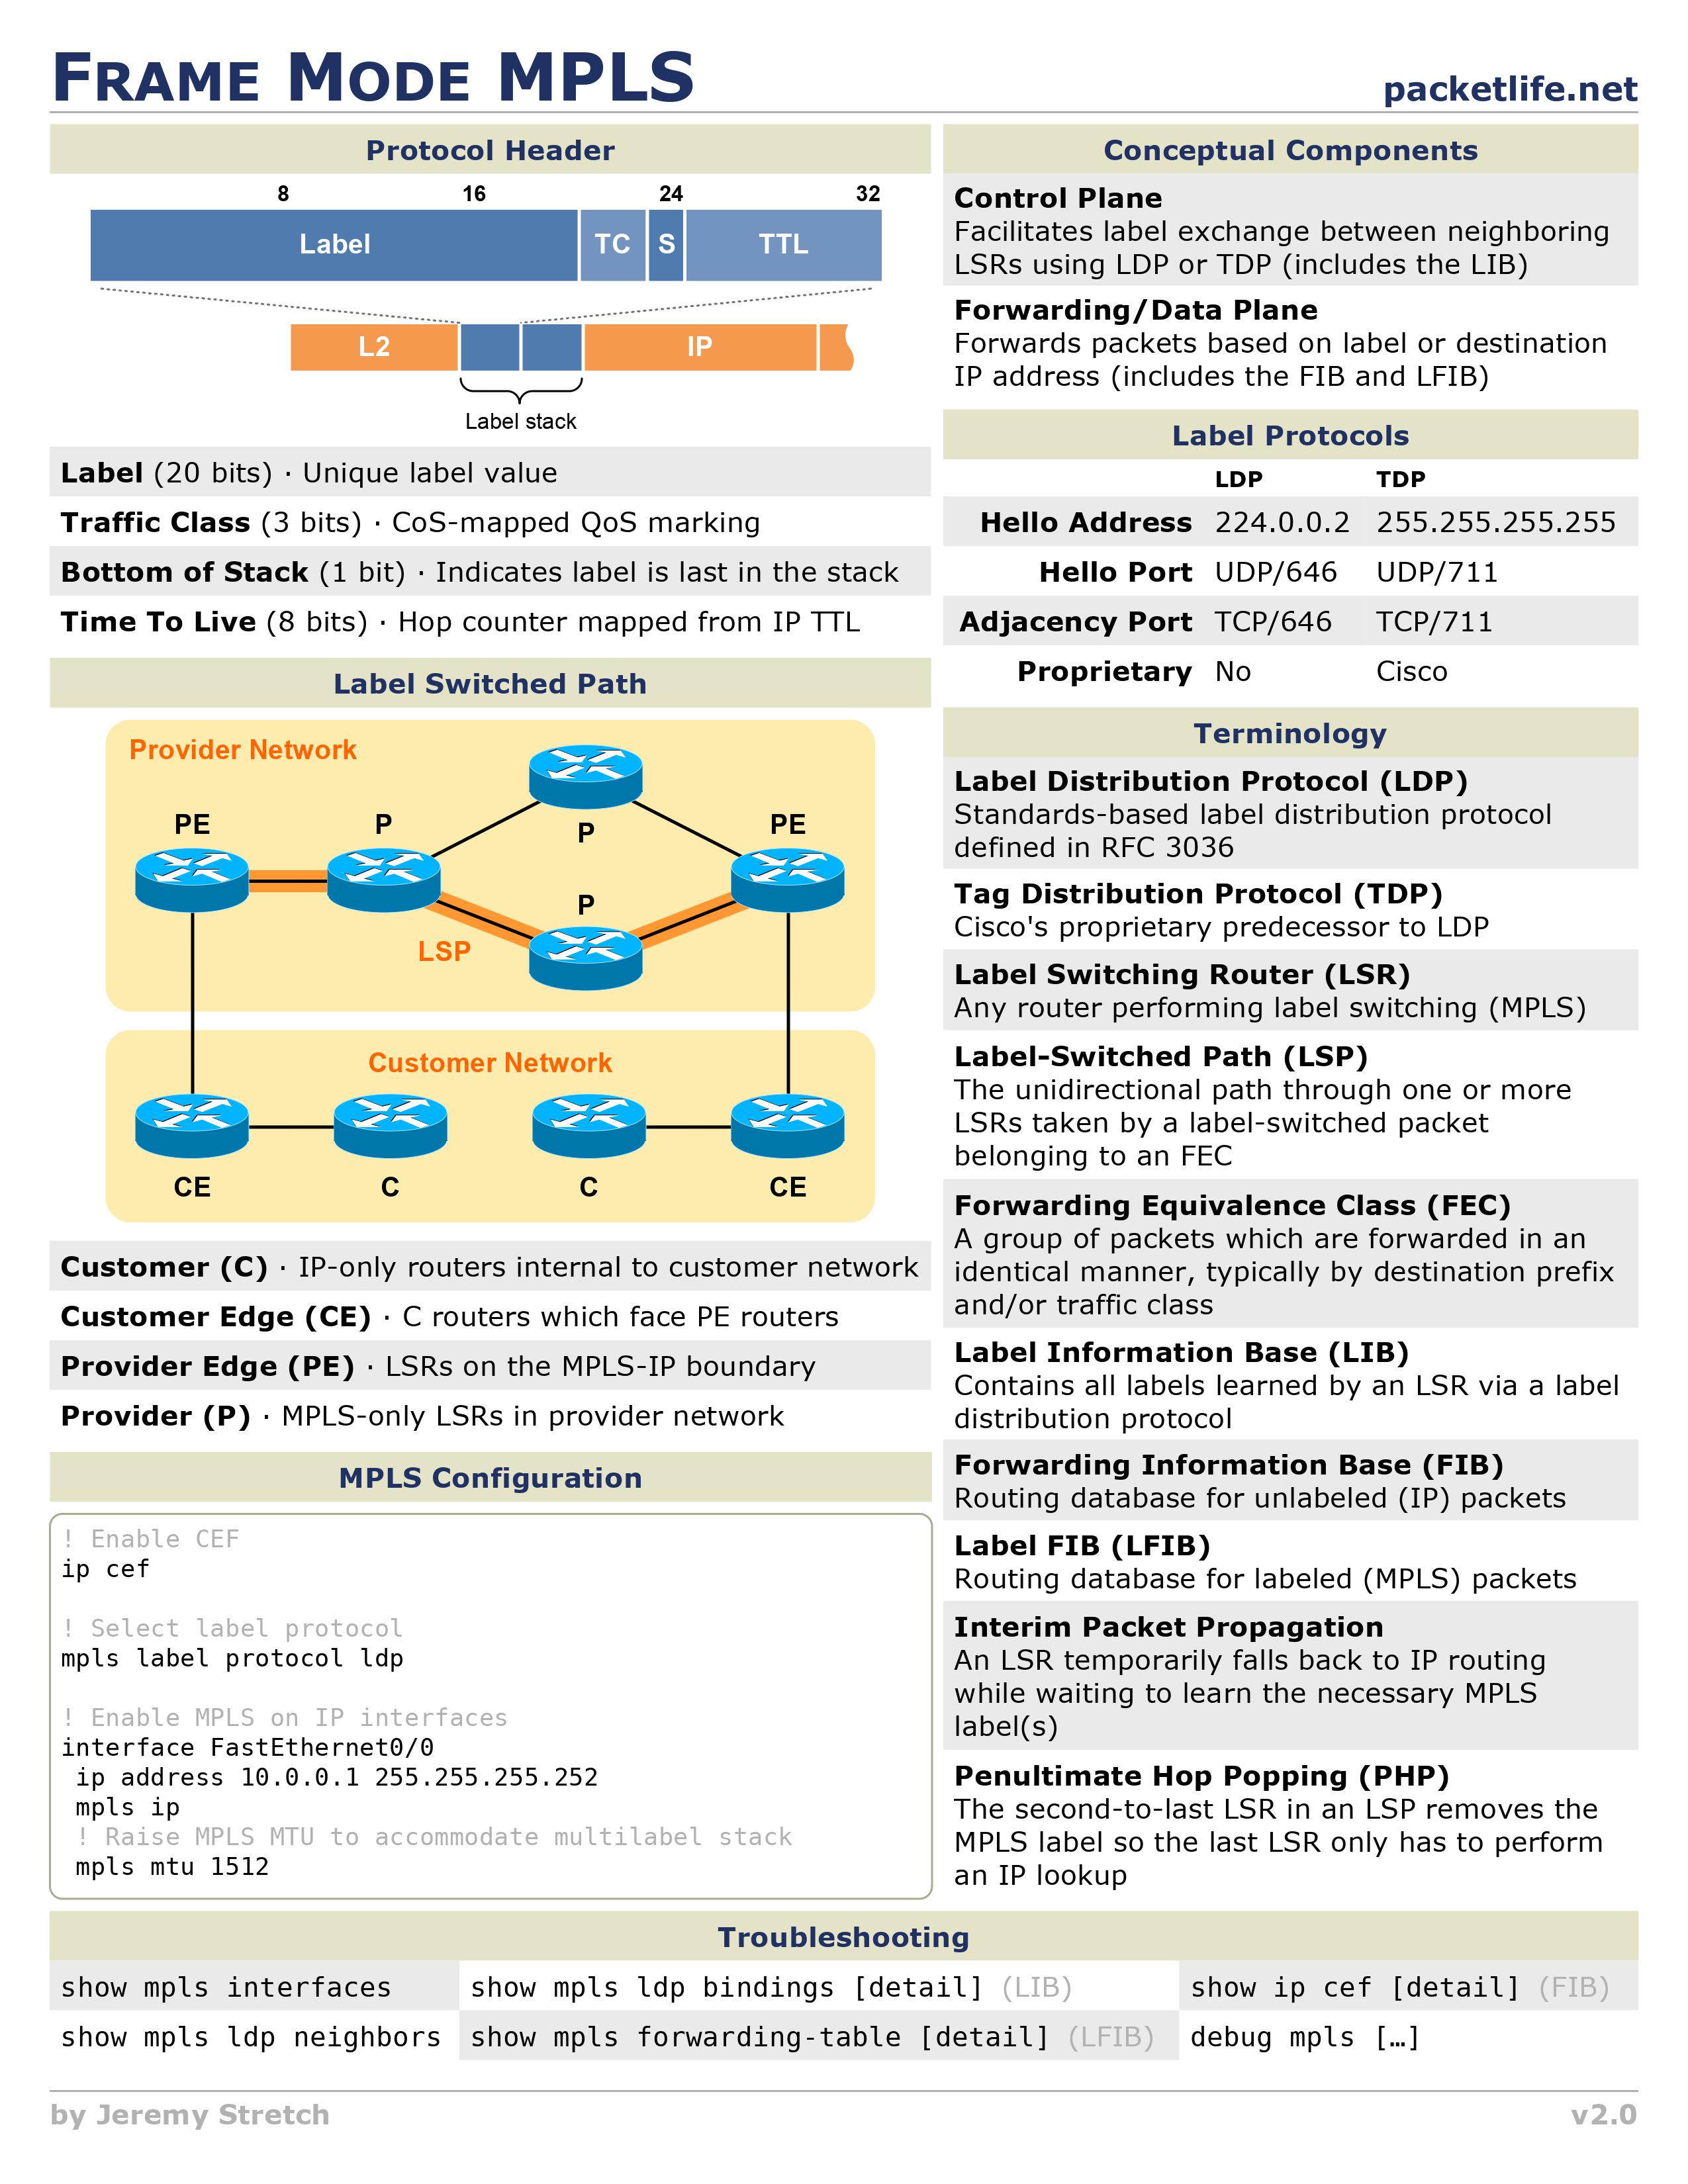 FRAME MODE MPLS
packetlife.net
Protocol Header
8 16 24 32
Label TC S TTL
L2 IP
Label stack
Label (20 bits) · Unique label value
Traffic Class (3 bits) · CoS-mapped QoS marking
Bottom of Stack (1 bit) · Indicates label is last in the stack
Time To Live (8 bits) · Hop counter mapped from IP TTL
Label Switched Path
Provider Network
PE P P PE
P
LSP
Customer Network
CE C C CE
Customer (C) · IP-only routers internal to customer network
Customer Edge (CE) · C routers which face PE routers
Provider Edge (PE) · LSRs on the MPLS-IP boundary
Provider (P) · MPLS-only LSRs in provider network
MPLS Configuration
! Enable CEF
ip cef
! Select label protocol
mpls label protocol ldp
! Enable MPLS on IP interfaces
interface FastEthernet0/0
ip address 10.0.0.1 255.255.255.252
mpls ip
! Raise MPLS MTU to accommodate multilabel stack
mpls mtu 1512
Conceptual Components
Control Plane
Facilitates label exchange between neighboring
LSRs using LDP or TDP (includes the LIB)
Forwarding/Data Plane
Forwards packets based on label or destination
IP address (includes the FIB and LFIB)
Label Protocols
LDP TDP
Hello Address 224.0.0.2 255.255.255.255
Hello Port UDP/646 UDP/711
Adjacency Port TCP/646 TCP/711
Proprietary No Cisco
Terminology
Label Distribution Protocol (LDP)
Standards-based label distribution protocol
defined in RFC 3036
Tag Distribution Protocol (TDP)
Cisco's proprietary predecessor to LDP
Label Switching Router (LSR)
Any router performing label switching (MPLS)
Label-Switched Path (LSP)
The unidirectional path through one or more
LSRs taken by a label-switched packet
belonging to an FEC
Forwarding Equivalence Class (FEC)
A group of packets which are forwarded in an
identical manner, typically by destination prefix
and/or traffic class
Label Information Base (LIB)
Contains all labels learned by an LSR via a label
distribution protocol
Forwarding Information Base (FIB)
Routing database for unlabeled (IP) packets
Label FIB (LFIB)
Routing database for labeled (MPLS) packets
Interim Packet Propagation
An LSR temporarily falls back to IP routing
while waiting to learn the necessary MPLS
label(s)
Penultimate Hop Popping (PHP)
The second-to-last LSR in an LSP removes the
MPLS label so the last LSR only has to perform
an IP lookup
Troubleshooting
show mpls interfaces show mpls ldp bindings [detail] (LIB) show ip cef [detail] (FIB)
show mpls ldp neighbors show mpls forwarding-table [detail] (LFIB) debug mpls […]
by Jeremy Stretch
v2.0